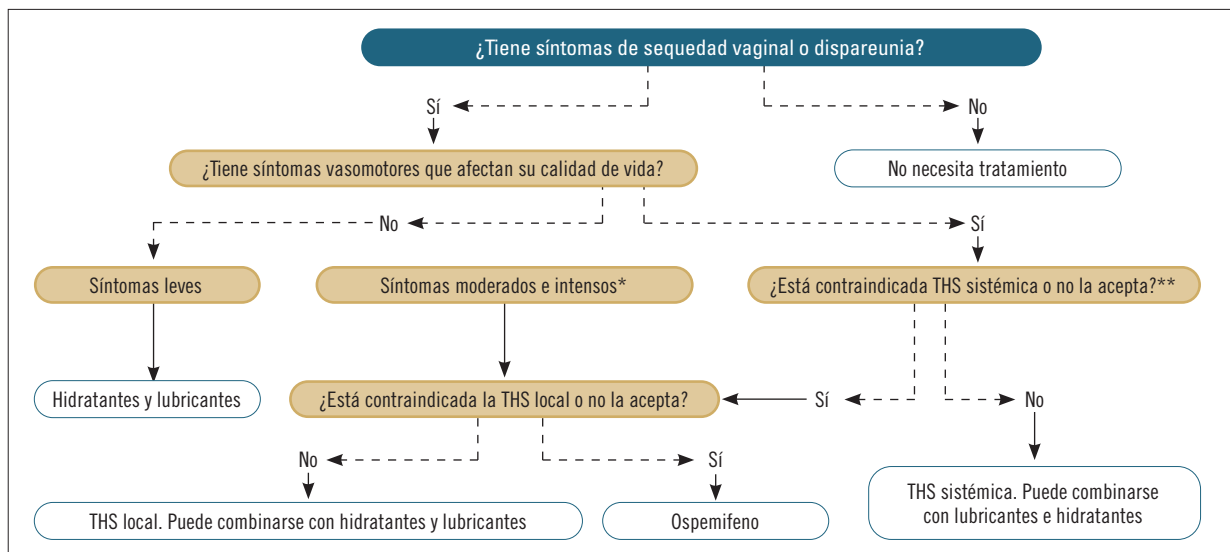 ¿Tiene síntomas de sequedad vaginal o dispareunia?
Sí
No
¿Tiene síntomas vasomotores que afectan su calidad de vida?
No necesita tratamiento
No
Sí
Síntomas leves
Síntomas moderados e intensos*
¿Está contraindicada THS sistémica o no la acepta?**
Hidratantes y lubricantes
¿Está contraindicada la THS local o no la acepta?
Sí
No
No
Sí
THS local. Puede combinarse con hidratantes y lubricantes
Ospemifeno
THS sistémica. Puede combinarse
con lubricantes e hidratantes